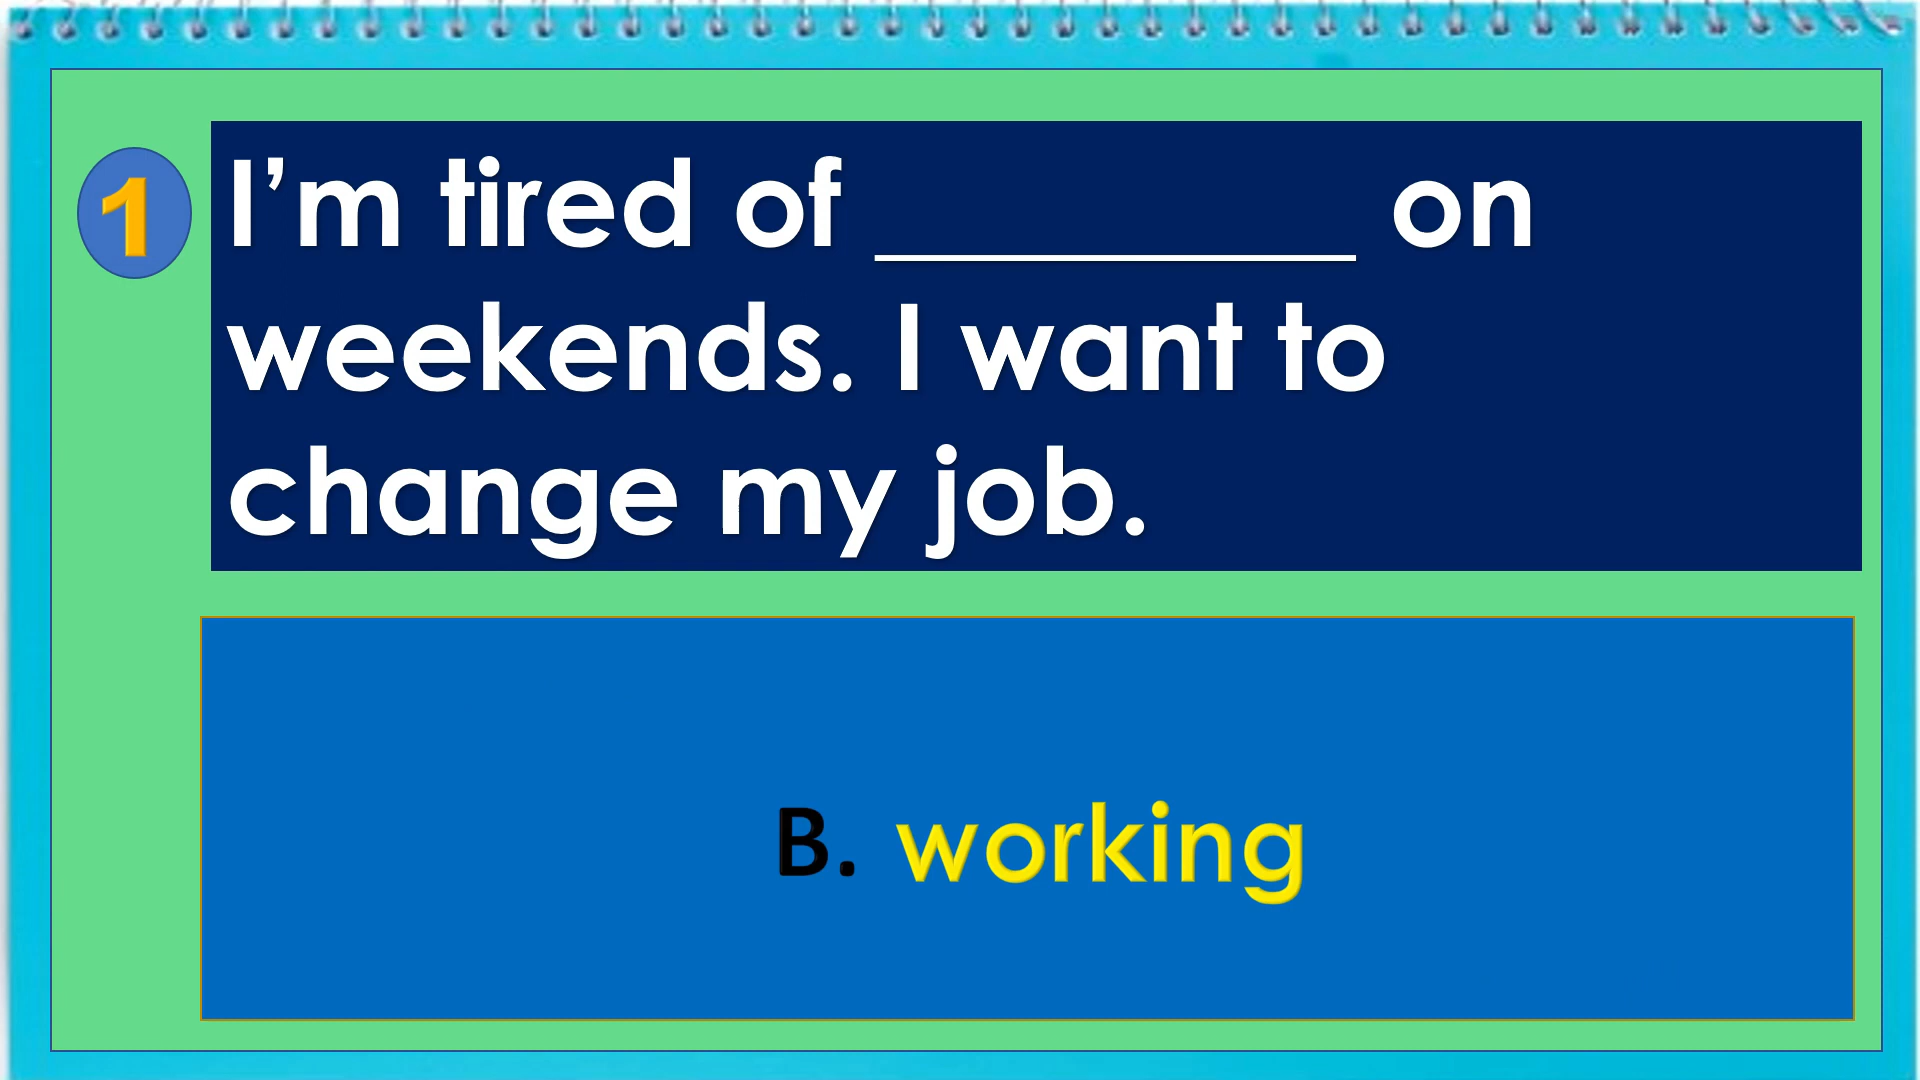 1
I’m tired of __________ on
weekends. I want to
change my job.
B. working